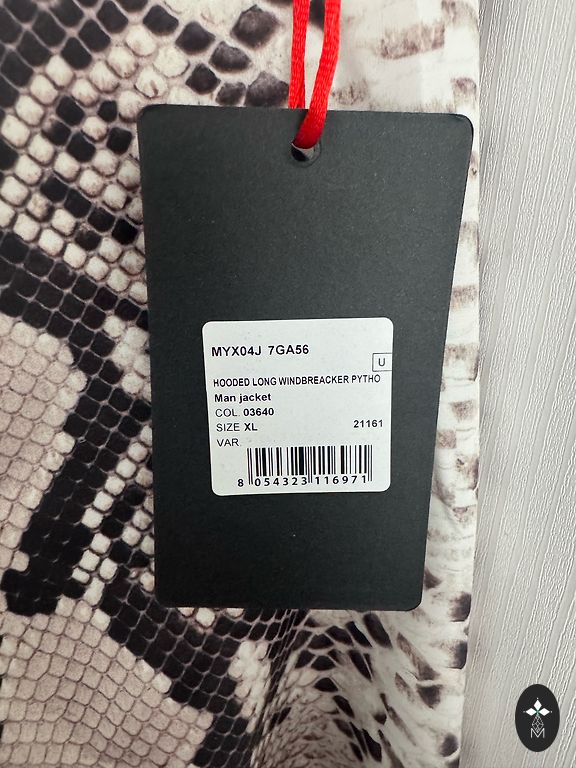 MYX04J 7GA56
U
HOODED LONG WINDBREACKER PYTHO
Man jacket
COL. 03640
SIZE XL 21161
VAR.
8 054323 116971
M